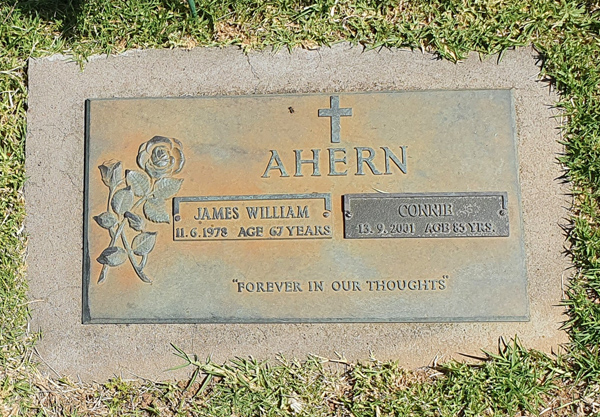 AHERN
JAMES WILLIAM
11.6.1978 AGE 67 YEARS
CONNIE
13.9.2001 AGE 85 YRS.
"FOREVER IN OUR THOUGHTS"